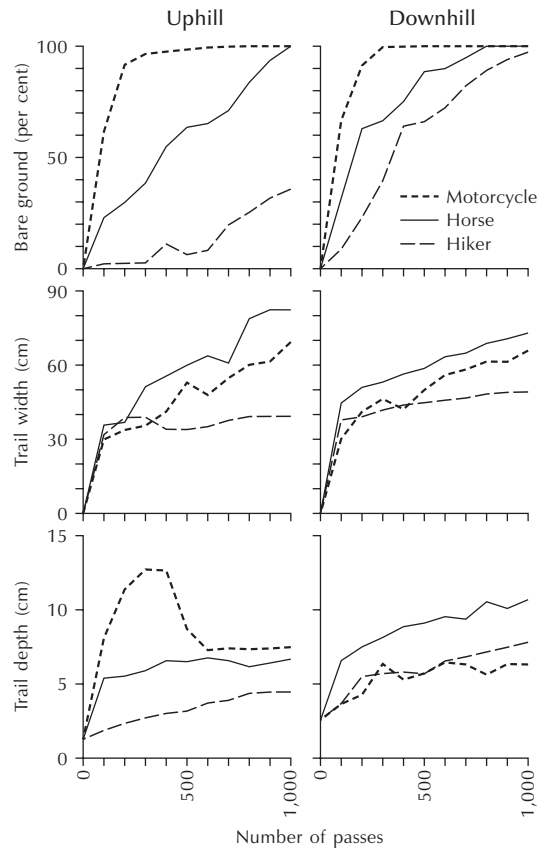 Uphill
Downhill
Bare ground (per cent)
100
50
0
Motorcycle
Horse
Hiker
Trail width (cm)
90
60
30
0
Trail depth (cm)
15
10
5
0
0
500
1,000
0
500
1,000
Number of passes